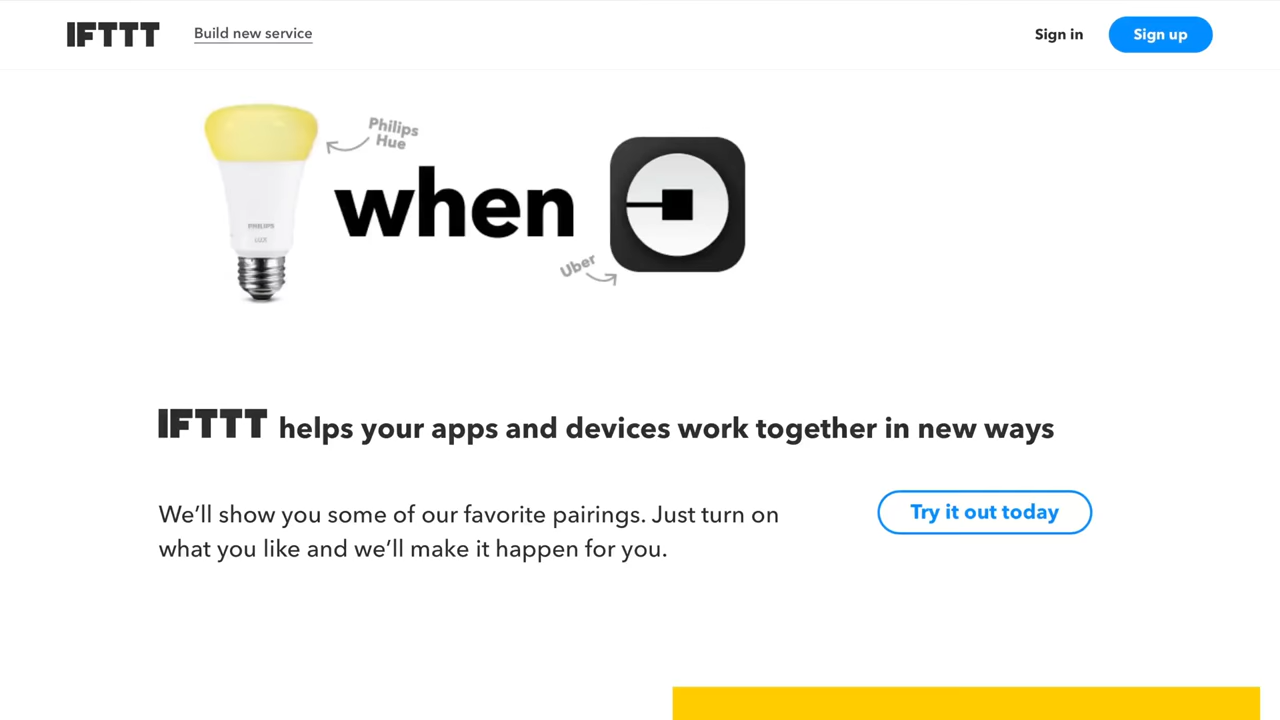 IFTTT
Build new service
Sign in
Sign up
Philips
Hue
PHILIPS
LUX
when
Uber
IFTTT helps your apps and devices work together in new ways
We’ll show you some of our favorite pairings. Just turn on
what you like and we’ll make it happen for you.
Try it out today